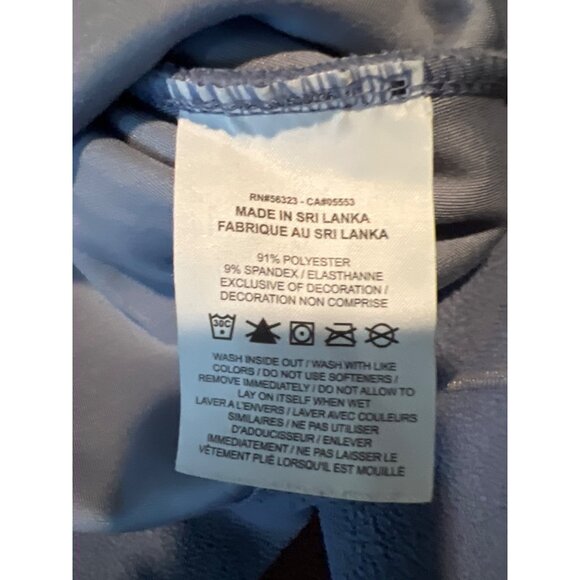 RN#56323 - CA#05553
MADE IN SRI LANKA
FABRIQUE AU SRI LANKA
91% POLYESTER
9% SPANDEX / ELASTHANNE
EXCLUSIVE OF DECORATION /
DECORATION NON COMPRISE
30C
WASH INSIDE OUT / WASH WITH LIKE
COLORS / DO NOT USE SOFTENERS /
REMOVE IMMEDIATELY / DO NOT ALLOW TO
LAY ON ITSELF WHEN WET
LAVER A L'ENVERS / LAVER AVEC COULEURS
SIMILAIRES / NE PAS UTILISER
D'ADOUCISSEUR / ENLEVER
IMMÉDIATEMENT / NE PAS LAISSER LE
VÊTEMENT PLIÉ LORSQU'IL EST MOUILLÉ